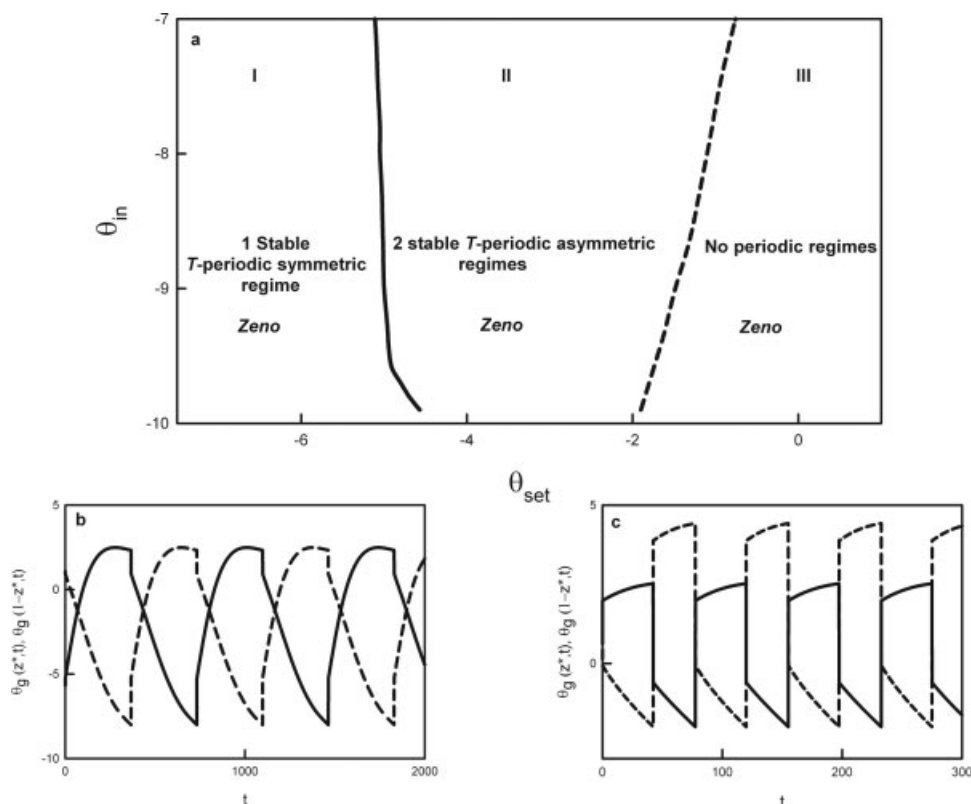 -7
a
I
II
III
-8
θin
1 Stable
T-periodic symmetric
regime
2 stable T-periodic asymmetric
regimes
No periodic regimes
-9
Zeno
Zeno
Zeno
-10
-6
-4
-2
0
θset
5
b
0
-5
-10
θg (z*,t), θg (1-z*,t)
0
1000
2000
t
5
c
0
θg (z*,t), θg (1-z*,t)
0
100
200
300
t